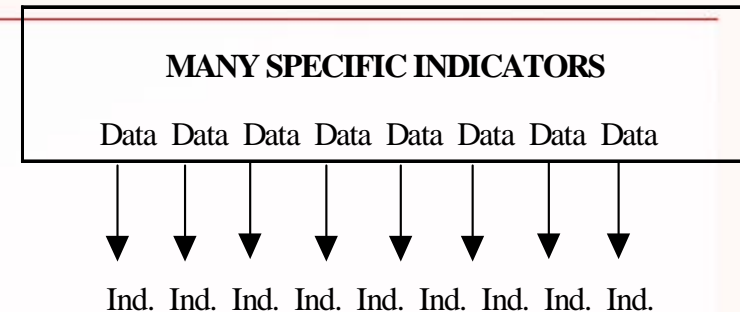 MANY SPECIFIC INDICATORS
Data Data Data Data Data Data Data Data
Ind. Ind. Ind. Ind. Ind. Ind. Ind. Ind. Ind.